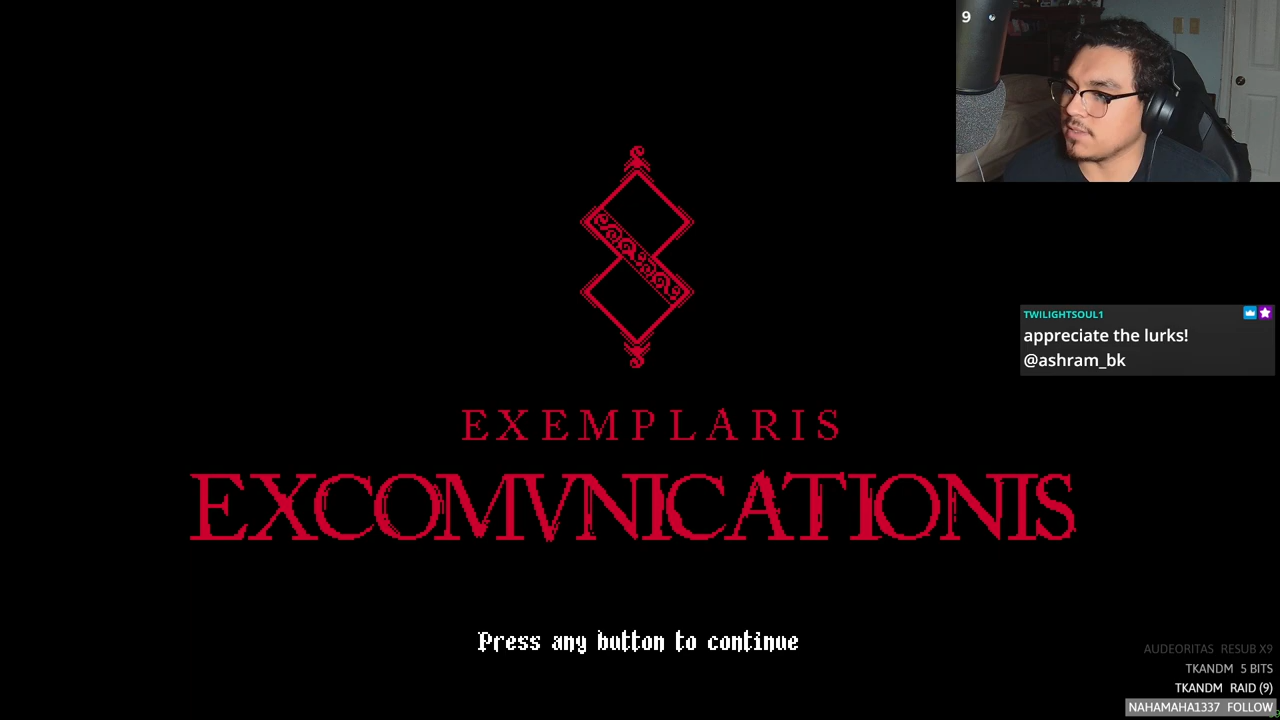 9
TWILIGHTSOUL1
appreciate the lurks!
@ashram_bk
EXEMPLARIS
EXCOMVNICATIONIS
Press any button to continue
AUDEORITAS RESUB X9
TKANDM 5 BITS
TKANDM RAID (9)
NAHAMAHA1337 FOLLOW